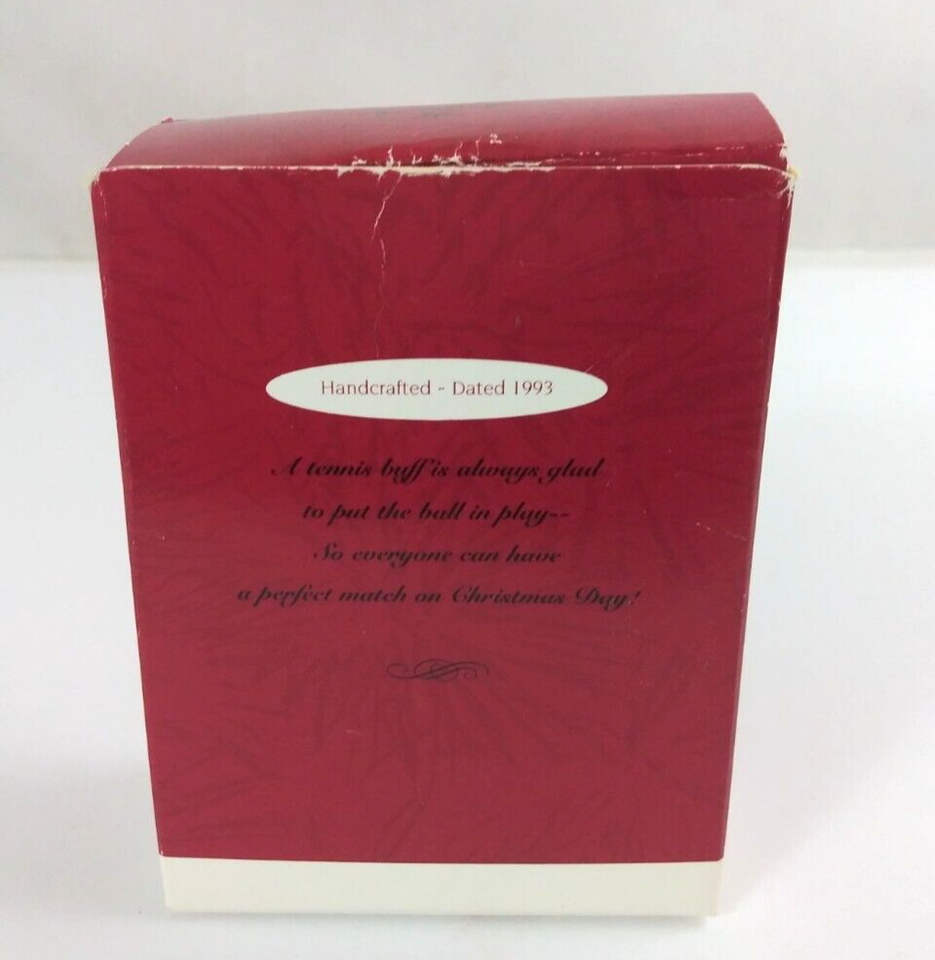 Handcrafted - Dated 1993
A tennis buff is always glad
to put the ball in play--
So everyone can have
a perfect match on Christmas Day!